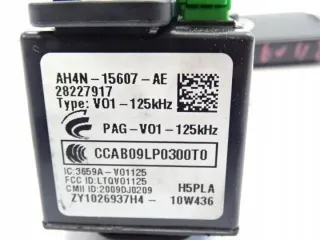 AH4N-15607-AE
28227917
Type: V01-125kHz
PAG-V01-125kHz
CCAB09LP0300T0
IC:3659A-V01125
FCC ID:LTQV01125
CMII ID:2009DJ0209
H5PLA
ZY1026937H4- 10W436